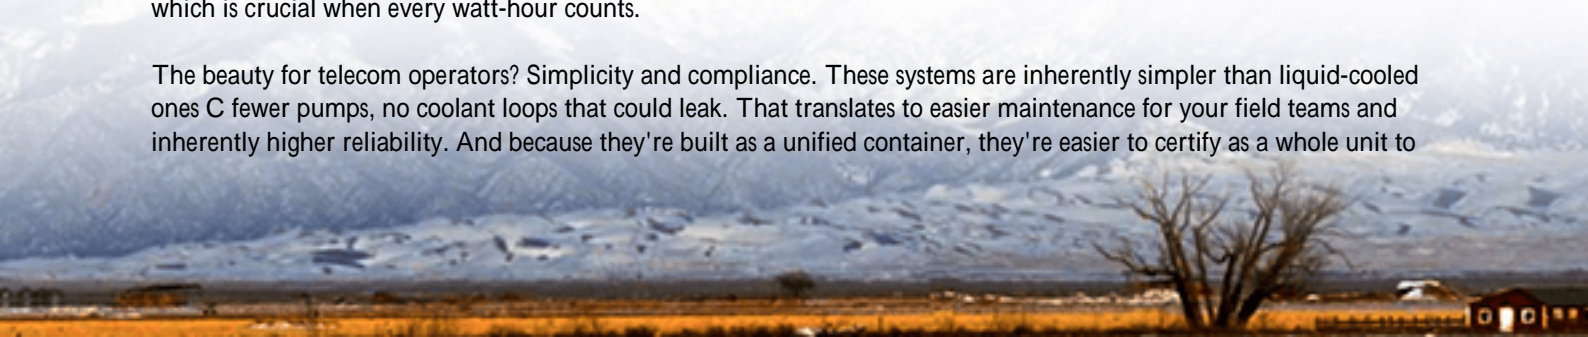 which is crucial when every watt-hour counts.
The beauty for telecom operators? Simplicity and compliance. These systems are inherently simpler than liquid-cooled
ones C fewer pumps, no coolant loops that could leak. That translates to easier maintenance for your field teams and
inherently higher reliability. And because they're built as a unified container, they're easier to certify as a whole unit to